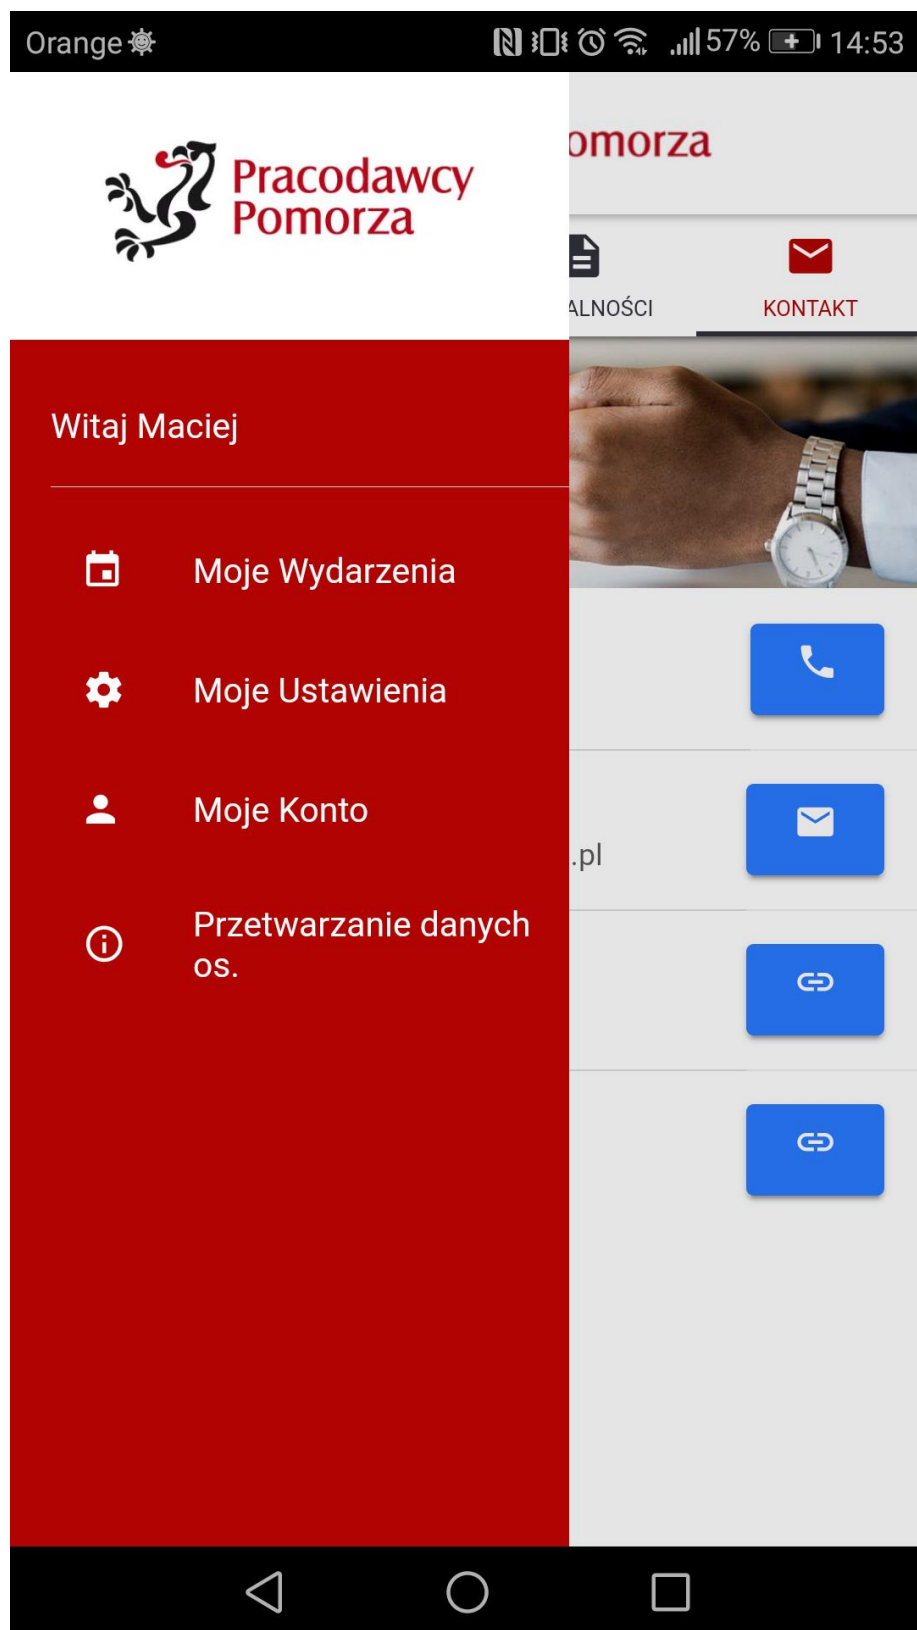 Orange 57% 14:53
Pracodawcy
Pomorza
omorza
ALNOŚCI
KONTAKT
Witaj Maciej
Moje Wydarzenia
Moje Ustawienia
Moje Konto
.pl
Przetwarzanie danych
os.